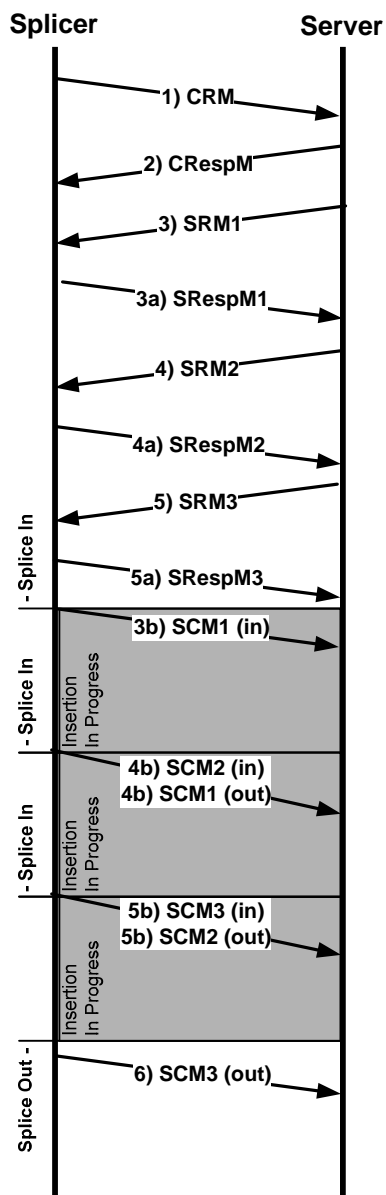 Splicer Server
1) CRM
2) CRespM
3) SRM1
3a) SRespM1
4) SRM2
4a) SRespM2
5) SRM3
5a) SRespM3
- Splice In
3b) SCM1 (in)
Insertion
In Progress
- Splice In
4b) SCM2 (in)
4b) SCM1 (out)
Insertion
In Progress
- Splice In
5b) SCM3 (in)
5b) SCM2 (out)
Insertion
In Progress
Splice Out -
6) SCM3 (out)